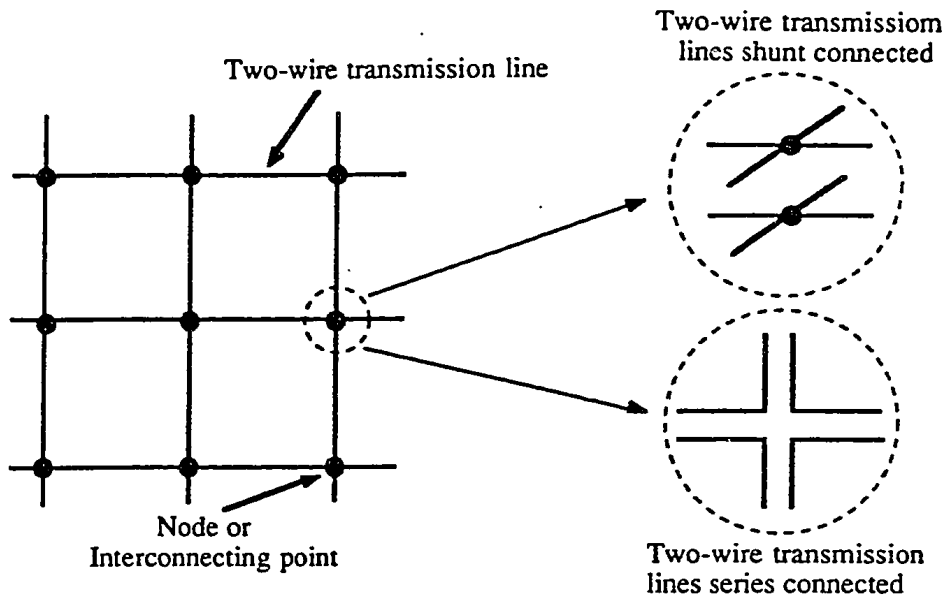 Two-wire transmissiom
lines shunt connected
Two-wire transmission line
Node or
Interconnecting point
Two-wire transmission
lines series connected